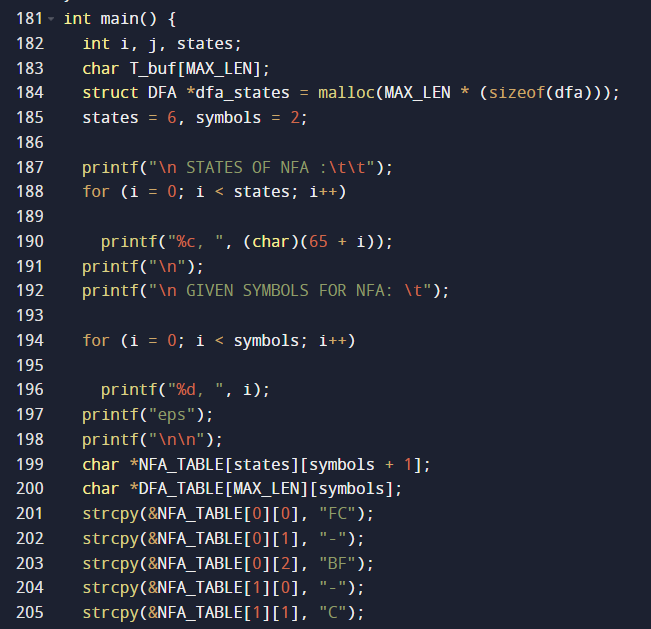 181 int main() {
182 int i, j, states;
183 char T_buf[MAX_LEN];
184 struct DFA *dfa_states = malloc(MAX_LEN * (sizeof(dfa)));
185 states = 6, symbols = 2;
186
187 printf("\n STATES OF NFA :\t\t");
188 for (i = 0; i < states; i++)
189
190 printf("%c, ", (char)(65 + i));
191 printf("\n");
192 printf("\n GIVEN SYMBOLS FOR NFA: \t");
193
194 for (i = 0; i < symbols; i++)
195
196 printf("%d, ", i);
197 printf("eps");
198 printf("\n\n");
199 char *NFA_TABLE[states][symbols + 1];
200 char *DFA_TABLE[MAX_LEN][symbols];
201 strcpy(&NFA_TABLE[0][0], "FC");
202 strcpy(&NFA_TABLE[0][1], "-");
203 strcpy(&NFA_TABLE[0][2], "BF");
204 strcpy(&NFA_TABLE[1][0], "-");
205 strcpy(&NFA_TABLE[1][1], "C");